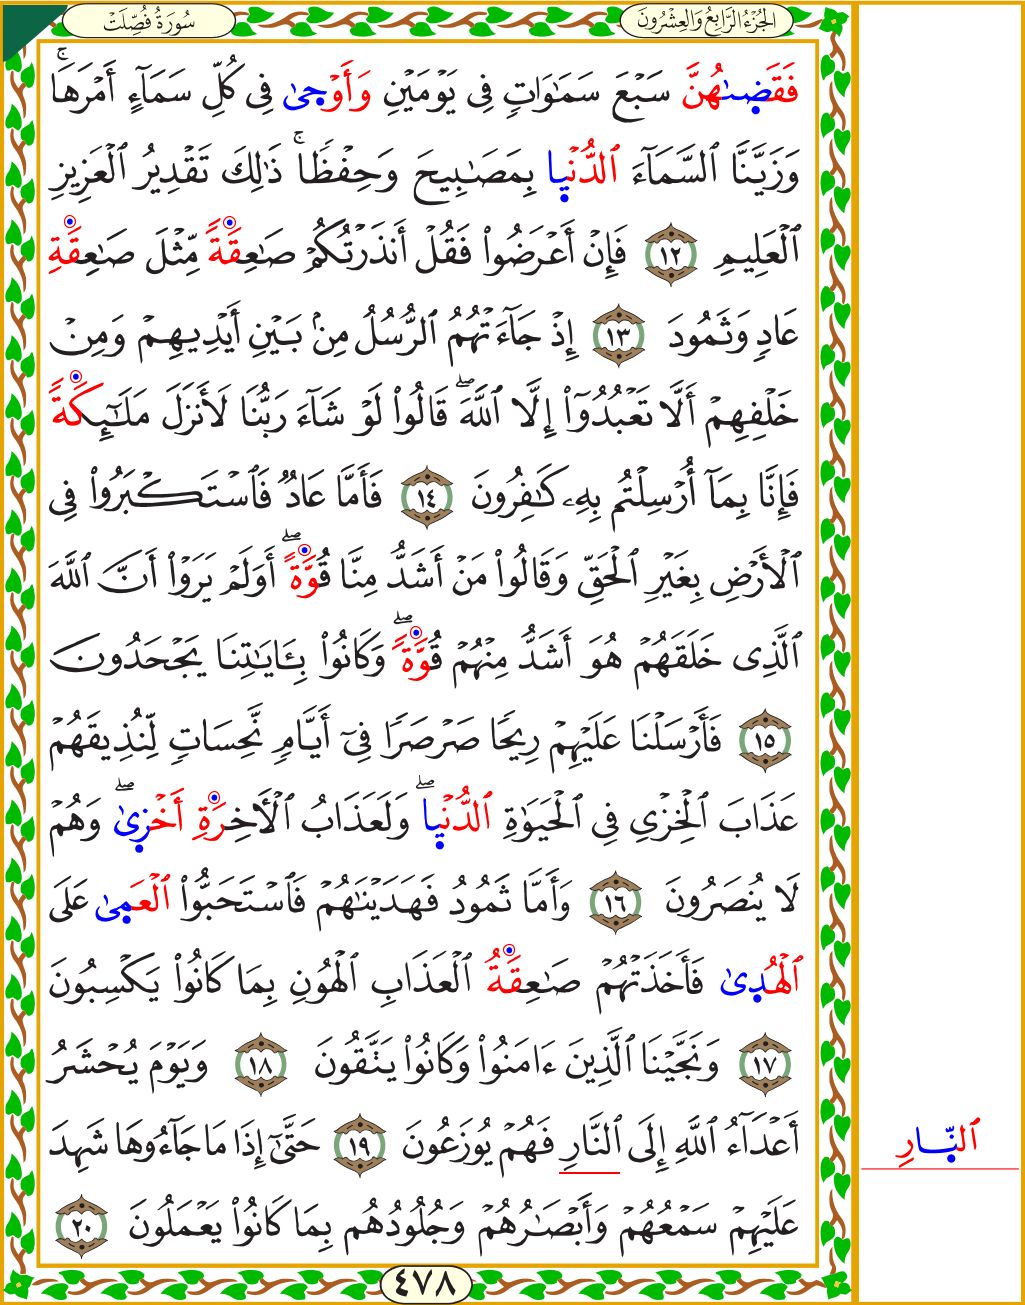 سُورَةُ فُصِّلَتْ
الجُزْءُ الرَّابِعُ وَالعِشْرُونَ
فَقَضِىٰهُنَّ سَبْعَ سَمَٰوَاتٍ فِى يَوْمَيْنِ وَأَوْحِىٰ فِى كُلِّ سَمَآءٍ أَمْرَهَاۚ
وَزَيَّنَّا ٱلسَّمَآءَ ٱلدُّنْيِا بِمَصَٰبِيحَ وَحِفْظًاۚ ذَٰلِكَ تَقْدِيرُ ٱلْعَزِيزِ
ٱلْعَلِيمِ ١٢ فَإِنْ أَعْرَضُوا۟ فَقُلْ أَنذَرْتُكُمْ صَٰعِقَةً مِّثْلَ صَٰعِقَةِ
عَادٍ وَثَمُودَ ١٣ إِذْ جَآءَتْهُمُ ٱلرُّسُلُ مِنۢ بَيْنِ أَيْدِيهِمْ وَمِنْ
خَلْفِهِمْ أَلَّا تَعْبُدُوٓا۟ إِلَّا ٱللَّهَۖ قَالُوا۟ لَوْ شَآءَ رَبُّنَا لَأَنزَلَ مَلَٰٓئِكَةً
فَإِنَّا بِمَآ أُرْسِلْتُم بِهِۦ كَٰفِرُونَ ١٤ فَأَمَّا عَادٌ فَٱسْتَكْبَرُوا۟ فِى
ٱلْأَرْضِ بِغَيْرِ ٱلْحَقِّ وَقَالُوا۟ مَنْ أَشَدُّ مِنَّا قُوَّةًۖ أَوَلَمْ يَرَوْا۟ أَنَّ ٱللَّهَ
ٱلَّذِى خَلَقَهُمْ هُوَ أَشَدُّ مِنْهُمْ قُوَّةًۖ وَكَانُوا۟ بِـَٔايَٰتِنَا يَجْحَدُونَ
١٥ فَأَرْسَلْنَا عَلَيْهِمْ رِيحًا صَرْصَرًا فِىٓ أَيَّامٍ نَّحِسَاتٍ لِّنُذِيقَهُمْ
عَذَابَ ٱلْخِزْىِ فِى ٱلْحَيَوٰةِ ٱلدُّنْيِاۖ وَلَعَذَابُ ٱلْأَخِرَةِ أَخْزِىٰۖ وَهُمْ
لَا يُنصَرُونَ ١٦ وَأَمَّا ثَمُودُ فَهَدَيْنَٰهُمْ فَٱسْتَحَبُّوا۟ ٱلْعَمِىٰ عَلَى
ٱلْهُدِىٰ فَأَخَذَتْهُمْ صَٰعِقَةُ ٱلْعَذَابِ ٱلْهُونِ بِمَا كَانُوا۟ يَكْسِبُونَ
١٧ وَنَجَّيْنَا ٱلَّذِينَ ءَامَنُوا۟ وَكَانُوا۟ يَتَّقُونَ ١٨ وَيَوْمَ يُحْشَرُ
أَعْدَآءُ ٱللَّهِ إِلَى ٱلنَّارِ فَهُمْ يُوزَعُونَ ١٩ حَتَّىٰٓ إِذَا مَا جَآءُوهَا شَهِدَ
عَلَيْهِمْ سَمْعُهُمْ وَأَبْصَٰرُهُمْ وَجُلُودُهُم بِمَا كَانُوا۟ يَعْمَلُونَ ٢٠
ٱلنِّارِ
٤٧٨